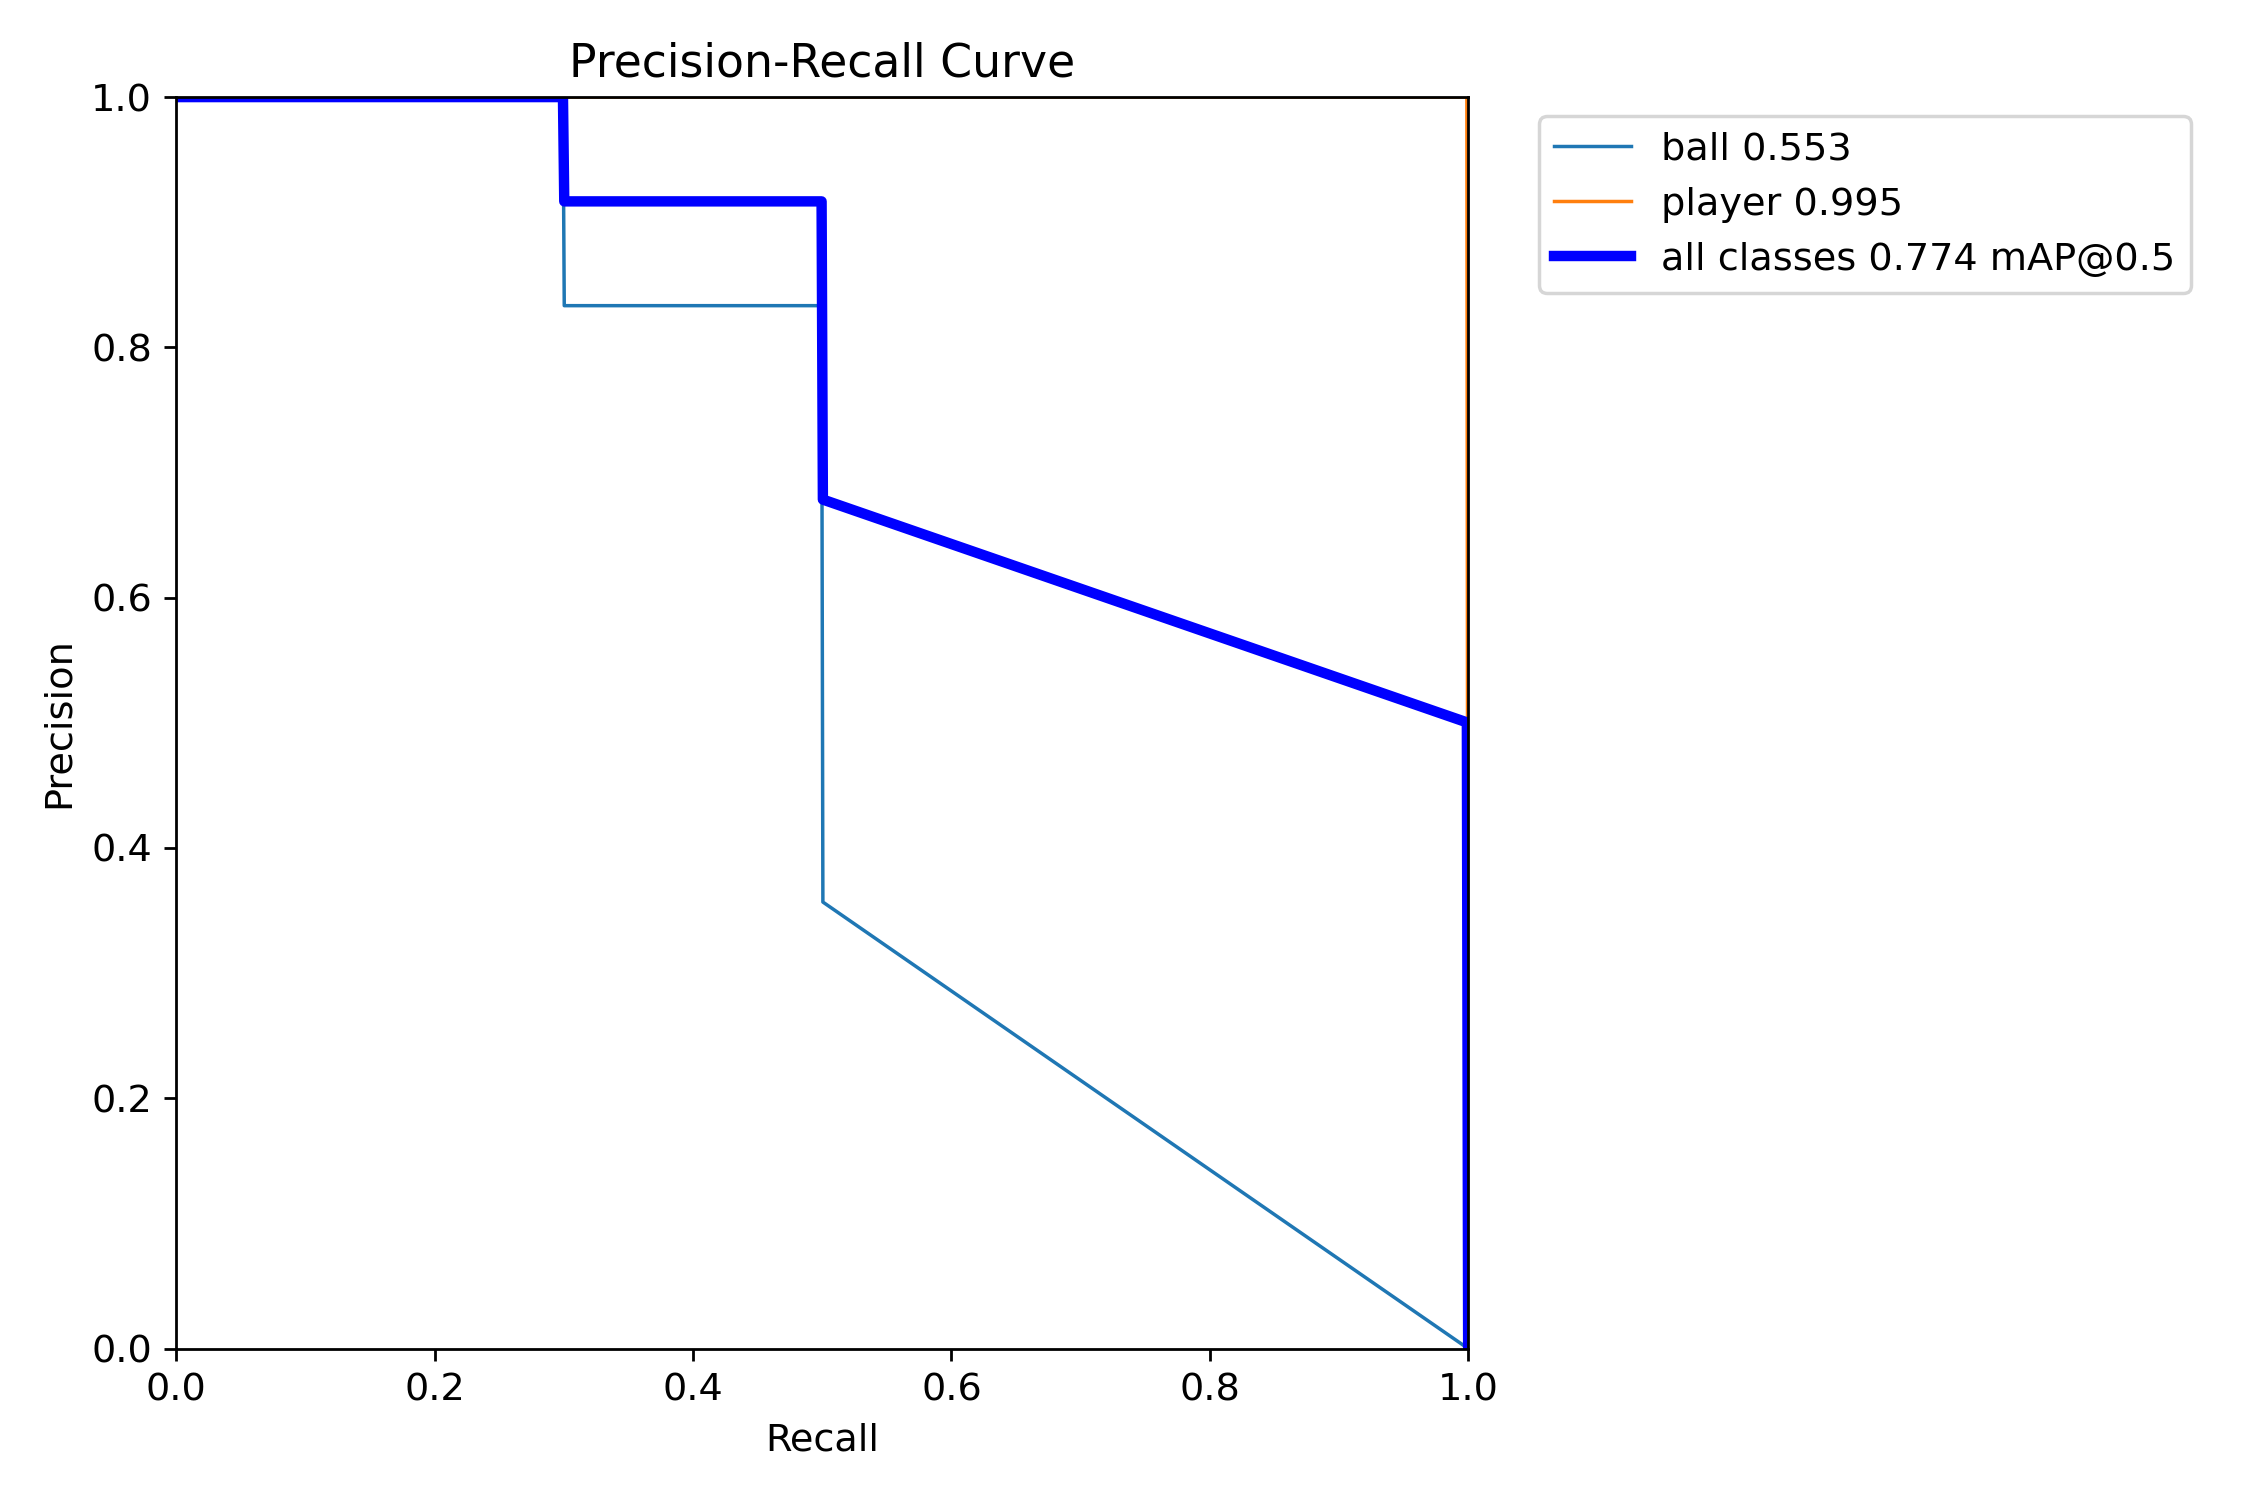 Precision-Recall Curve
1.0
0.8
0.6
0.4
0.2
0.0
Precision
0.0 0.2 0.4 0.6 0.8 1.0
Recall
ball 0.553
player 0.995
all classes 0.774 mAP@0.5